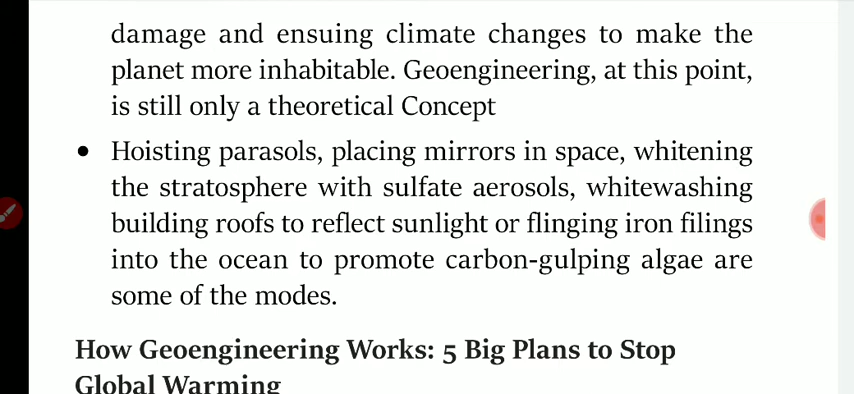 damage and ensuing climate changes to make the
planet more inhabitable. Geoengineering, at this point,
is still only a theoretical Concept
• Hoisting parasols, placing mirrors in space, whitening
the stratosphere with sulfate aerosols, whitewashing
building roofs to reflect sunlight or flinging iron filings
into the ocean to promote carbon-gulping algae are
some of the modes.
How Geoengineering Works: 5 Big Plans to Stop
Global Warming